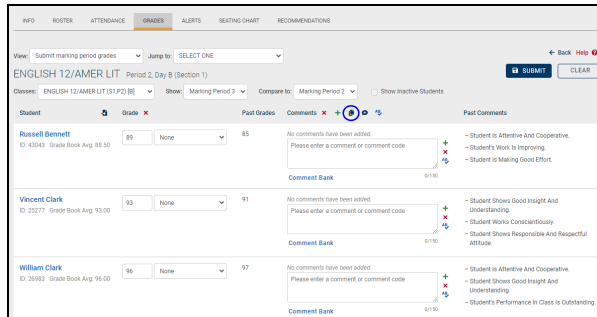 INFO ROSTER ATTENDANCE GRADES ALERTS SEATING CHART RECOMMENDATIONS
View: Submit marking period grades Jump to: SELECT ONE Back Help
ENGLISH 12/AMER LIT Period 2, Day B (Section 1) SUBMIT CLEAR
Classes: ENGLISH 12/AMER LIT (S1,P2) [B] Show: Marking Period 3 Compare to: Marking Period 2 Show Inactive Students
Student Grade Past Grades Comments Past Comments
Russell Bennett 89 None 85 No comments have been added. – Student Is Attentive And Cooperative.
ID: 43043 Grade Book Avg: 88.50 Please enter a comment or comment code – Student's Work Is Improving.
– Student Is Making Good Effort.
Comment Bank 0/150
Vincent Clark 93 None 91 No comments have been added. – Student Shows Good Insight And
ID: 25277 Grade Book Avg: 93.00 Please enter a comment or comment code Understanding.
– Student Works Conscientiously.
– Student Shows Responsible And Respectful
Comment Bank 0/150 Attitude.
William Clark 96 None 97 No comments have been added. – Student Is Attentive And Cooperative.
ID: 26983 Grade Book Avg: 96.00 Please enter a comment or comment code – Student Shows Good Insight And
Understanding.
– Student's Performance In Class Is Outstanding.
Comment Bank 0/150